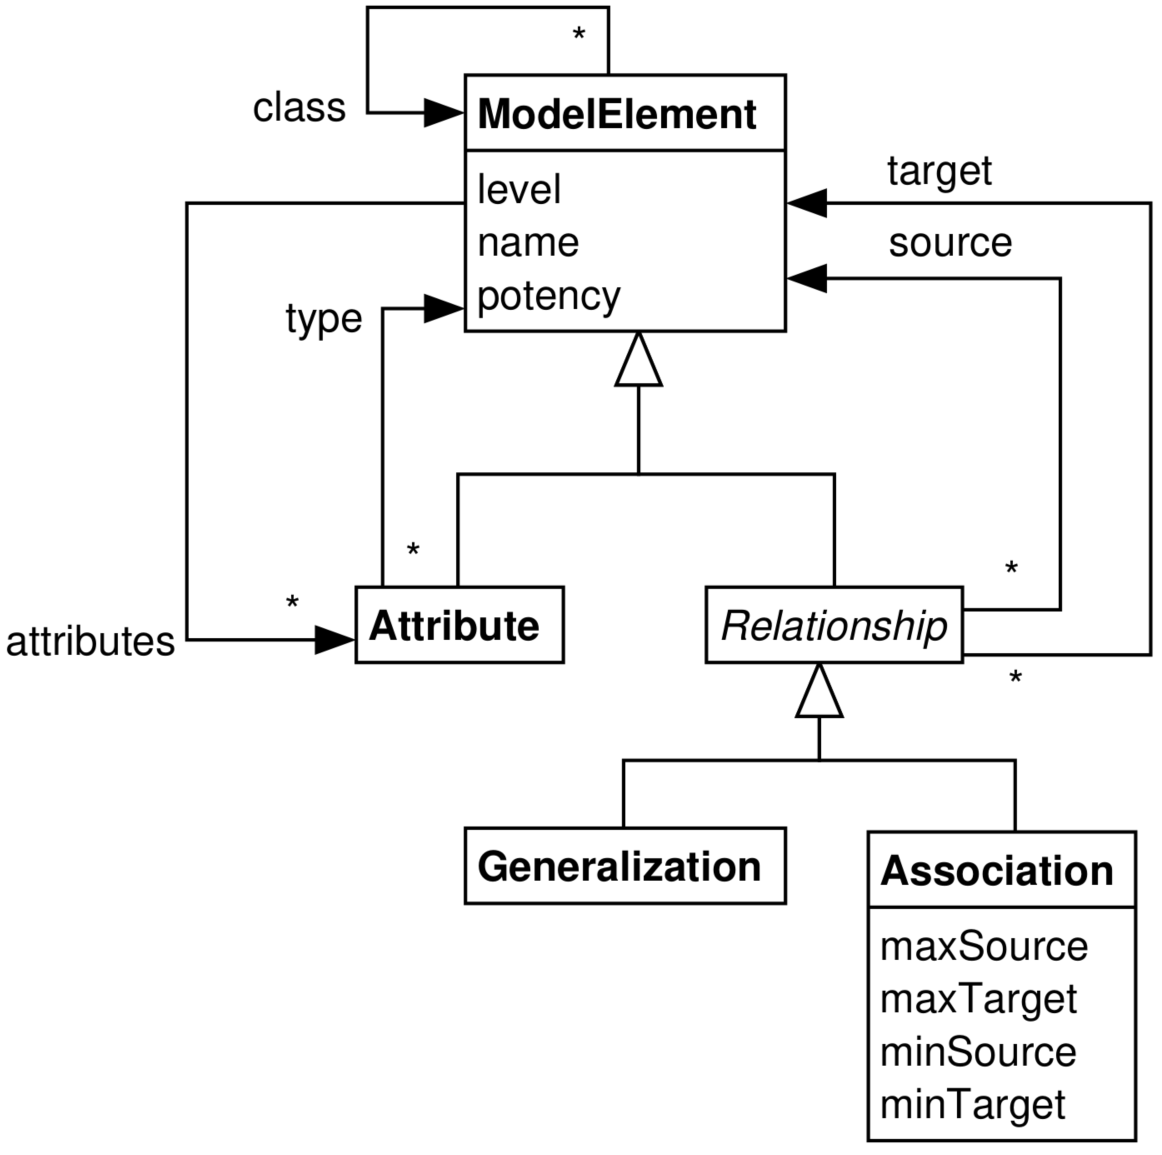 *
class
ModelElement
level
name
potency
target
source
type
*
*
attributes
Attribute
Relationship
*
*
Generalization
Association
maxSource
maxTarget
minSource
minTarget